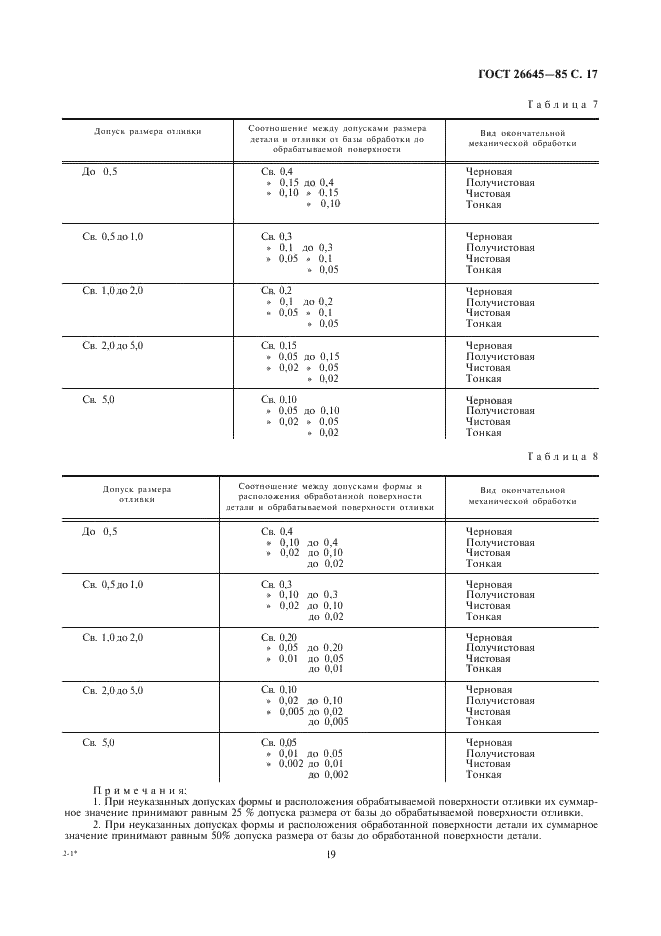 ГОСТ 26645—85 С. 17
Таблица 7
Допуск размера отливки
Соотношение между допусками размера
детали и отливки от базы обработки до
обрабатываемой поверхности
Вид окончательной
механической обработки
До 0,5 Св. 0,4 Черновая
» 0,15 до 0,4 Получистовая
» 0,10 » 0,15 Чистовая
» 0,10 Тонкая
Св. 0,5 до 1,0 Св. 0,3 Черновая
» 0,1 до 0,3 Получистовая
» 0,05 » 0,1 Чистовая
» 0,05 Тонкая
Св. 1,0 до 2,0 Св. 0,2 Черновая
» 0,1 до 0,2 Получистовая
» 0,05 » 0,1 Чистовая
» 0,05 Тонкая
Св. 2,0 до 5,0 Св. 0,15 Черновая
» 0,05 до 0,15 Получистовая
» 0,02 » 0,05 Чистовая
» 0,02 Тонкая
Св. 5,0 Св. 0,10 Черновая
» 0,05 до 0,10 Получистовая
» 0,02 » 0,05 Чистовая
» 0,02 Тонкая
Таблица 8
Допуск размера
отливки
Соотношение между допусками формы и
расположения обработанной поверхности
детали и обрабатываемой поверхности отливки
Вид окончательной
механической обработки
До 0,5 Св. 0,4 Черновая
» 0,10 до 0,4 Получистовая
» 0,02 до 0,10 Чистовая
до 0,02 Тонкая
Св. 0,5 до 1,0 Св. 0,3 Черновая
» 0,10 до 0,3 Получистовая
» 0,02 до 0,10 Чистовая
до 0,02 Тонкая
Св. 1,0 до 2,0 Св. 0,20 Черновая
» 0,05 до 0,20 Получистовая
» 0,01 до 0,05 Чистовая
до 0,01 Тонкая
Св. 2,0 до 5,0 Св. 0,10 Черновая
» 0,02 до 0,10 Получистовая
» 0,005 до 0,02 Чистовая
до 0,005 Тонкая
Св. 5,0 Св. 0,05 Черновая
» 0,01 до 0,05 Получистовая
» 0,002 до 0,01 Чистовая
до 0,002 Тонкая
Примечания:
1. При неуказанных допусках формы и расположения обрабатываемой поверхности отливки их суммар-
ное значение принимают равным 25 % допуска размера от базы до обрабатываемой поверхности отливки.
2. При неуказанных допусках формы и расположения обработанной поверхности детали их суммарное
значение принимают равным 50% допуска размера от базы до обработанной поверхности детали.
2-1*
19